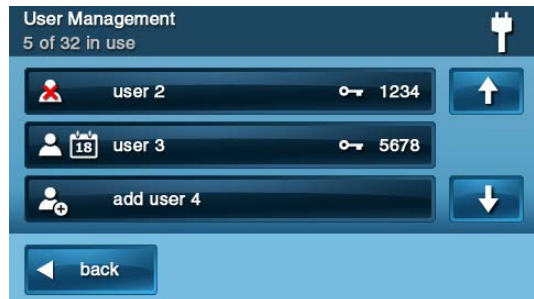 User Management
5 of 32 in use
user 2 1234
18 user 3 5678
add user 4
back